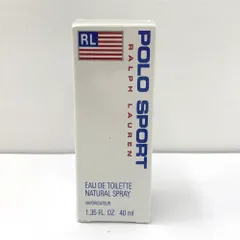 RL
POLO SPORT
RALPH LAUREN
EAU DE TOILETTE
NATURAL SPRAY
VAPORISATEUR
1.35 FL. OZ 40 ml